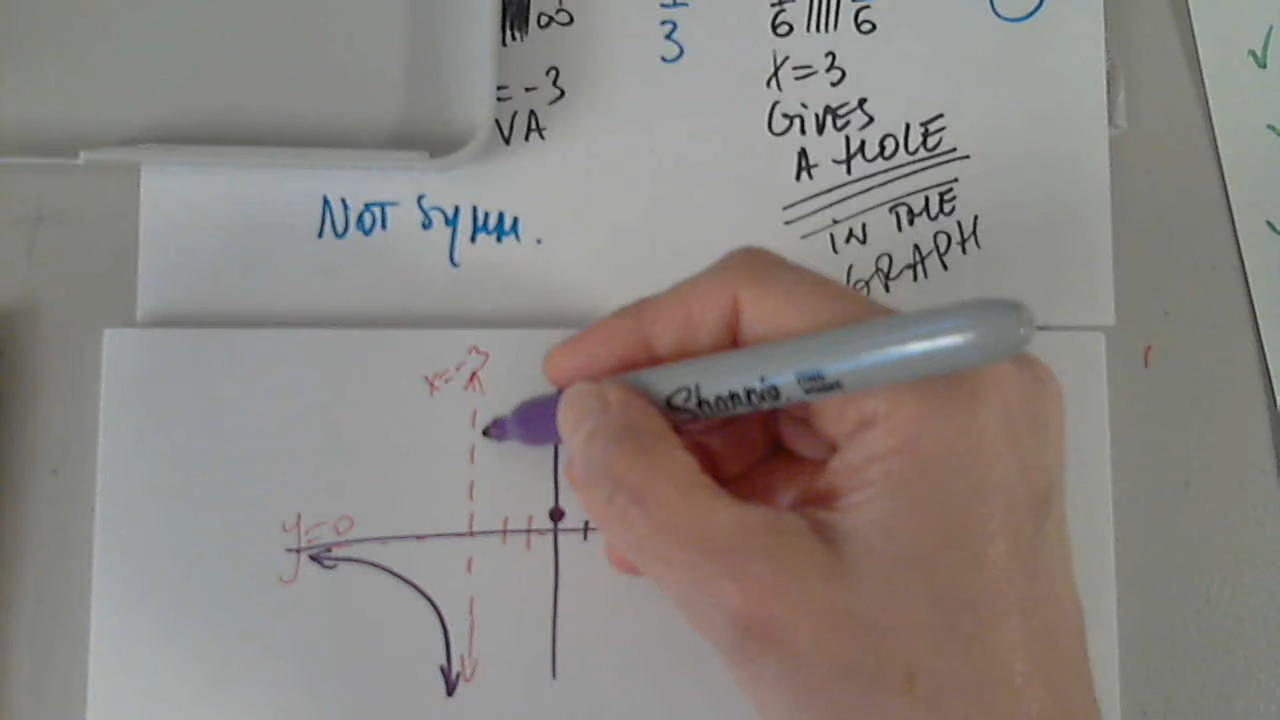 ∞
3
6 6
= -3
VA
X=3
GIVES
A HOLE
IN THE
GRAPH
NOT SYMM.
Sharpie
x=-3
y=0